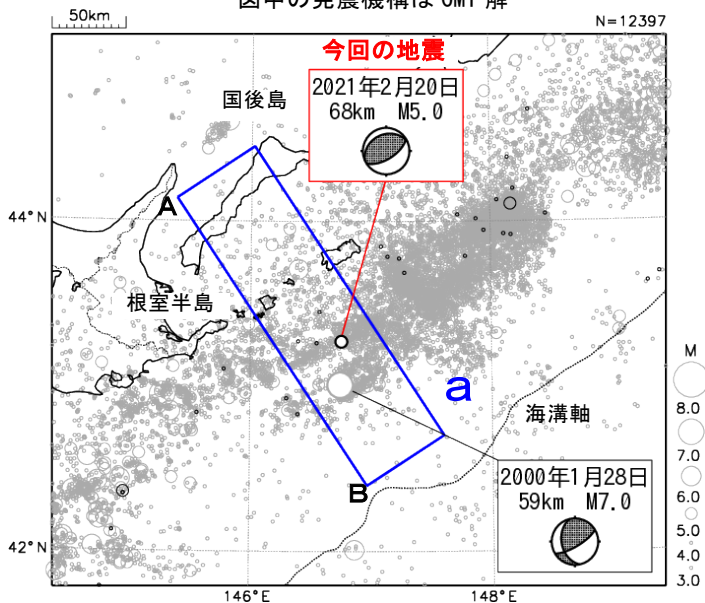 図中の発震機構は CMT 解
50km
N=12397
今回の地震
2021年2月20日
68km M5.0
国後島
44°N
A
根室半島
a
海溝軸
M
8.0
7.0
6.0
5.0
4.0
3.0
2000年1月28日
59km M7.0
B
42°N
146°E
148°E